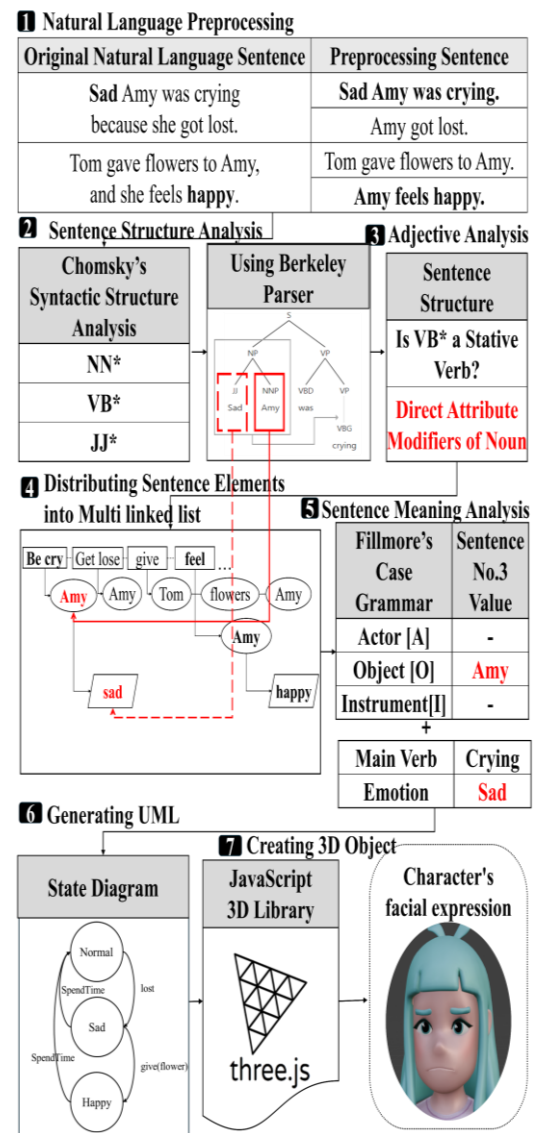 1 Natural Language Preprocessing
Original Natural Language Sentence
Preprocessing Sentence
Sad Amy was crying
because she got lost.
Sad Amy was crying.
Amy got lost.
Tom gave flowers to Amy,
and she feels happy.
Tom gave flowers to Amy.
Amy feels happy.
2 Sentence Structure Analysis
Chomsky's
Syntactic Structure
Analysis
NN*
VB*
JJ*
Using Berkeley
Parser
S
NP
VP
JJ
NNP
VBD
VP
Sad
Amy
was
VBG
crying
3 Adjective Analysis
Sentence
Structure
Is VB* a Stative
Verb?
Direct Attribute
Modifiers of Noun
4 Distributing Sentence Elements
into Multi linked list
Be cry
Get lose
give
feel
...
Amy
Amy
Tom
flowers
Amy
Amy
sad
happy
5 Sentence Meaning Analysis
Fillmore's
Case
Grammar
Sentence
No.3
Value
Actor [A]
-
Object [O]
Amy
Instrument[I]
-
+
Main Verb
Crying
Emotion
Sad
6 Generating UML
State Diagram
Normal
SpendTime
lost
Sad
SpendTime
give(flower)
Happy
7 Creating 3D Object
JavaScript
3D Library
three.js
Character's
facial expression